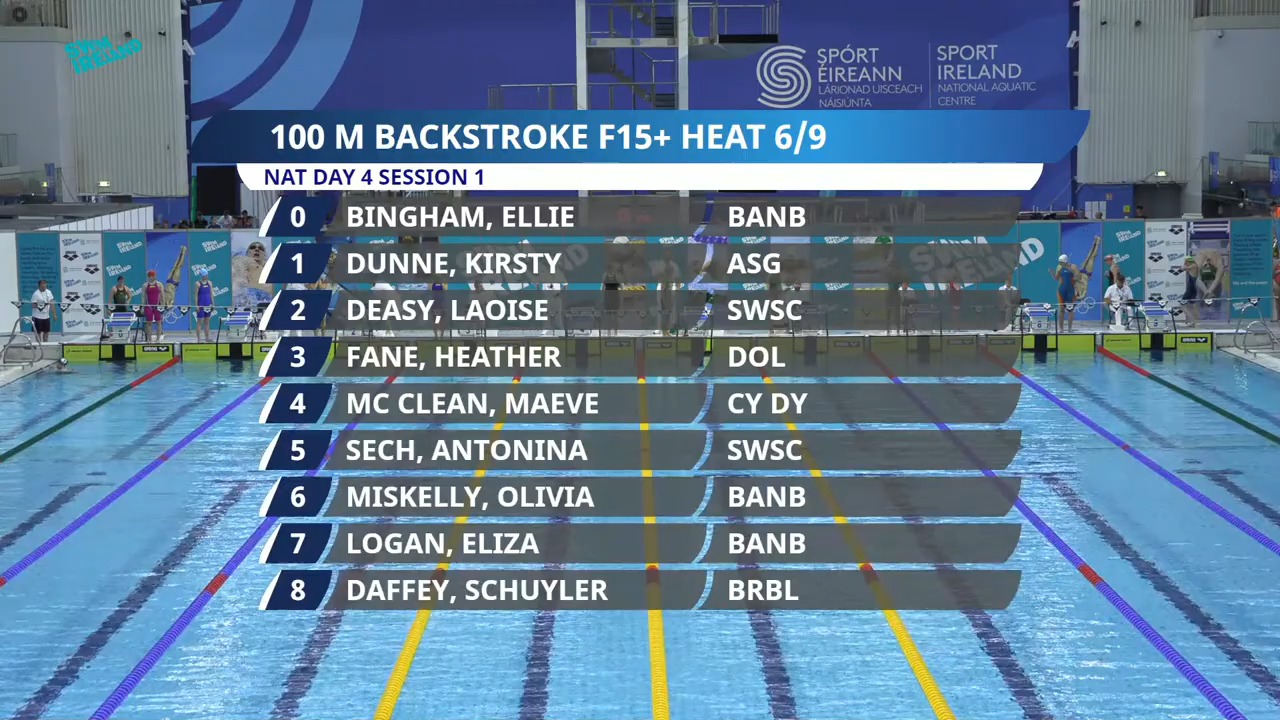 SWIM
IRELAND
SPÓRT
ÉIREANN
LÁRIONAD UISCEACH
NÁISIÚNTA
SPORT
IRELAND
NATIONAL AQUATIC
CENTRE
100 M BACKSTROKE F15+ HEAT 6/9
NAT DAY 4 SESSION 1
0 BINGHAM, ELLIE BANB
1 DUNNE, KIRSTY ASG
2 DEASY, LAOISE SWSC
3 FANE, HEATHER DOL
4 MC CLEAN, MAEVE CY DY
5 SECH, ANTONINA SWSC
6 MISKELLY, OLIVIA BANB
7 LOGAN, ELIZA BANB
8 DAFFEY, SCHUYLER BRBL